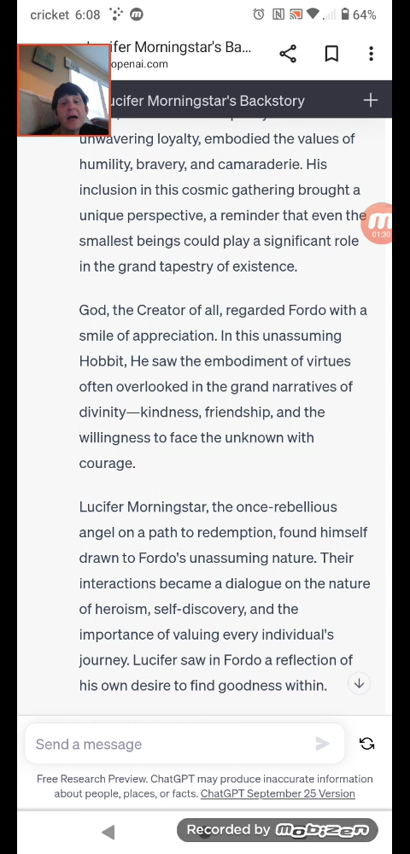 cricket 6:08
64%
ucifer Morningstar's Ba...
openai.com
ucifer Morningstar's Backstory
unwavering loyalty, embodied the values of
humility, bravery, and camaraderie. His
inclusion in this cosmic gathering brought a
unique perspective, a reminder that even the
smallest beings could play a significant role
in the grand tapestry of existence.
01:30
God, the Creator of all, regarded Fordo with a
smile of appreciation. In this unassuming
Hobbit, He saw the embodiment of virtues
often overlooked in the grand narratives of
divinity—kindness, friendship, and the
willingness to face the unknown with
courage.
Lucifer Morningstar, the once-rebellious
angel on a path to redemption, found himself
drawn to Fordo's unassuming nature. Their
interactions became a dialogue on the nature
of heroism, self-discovery, and the
importance of valuing every individual's
journey. Lucifer saw in Fordo a reflection of
his own desire to find goodness within.
Send a message
Free Research Preview. ChatGPT may produce inaccurate information
about people, places, or facts. ChatGPT September 25 Version
Recorded by mobizen